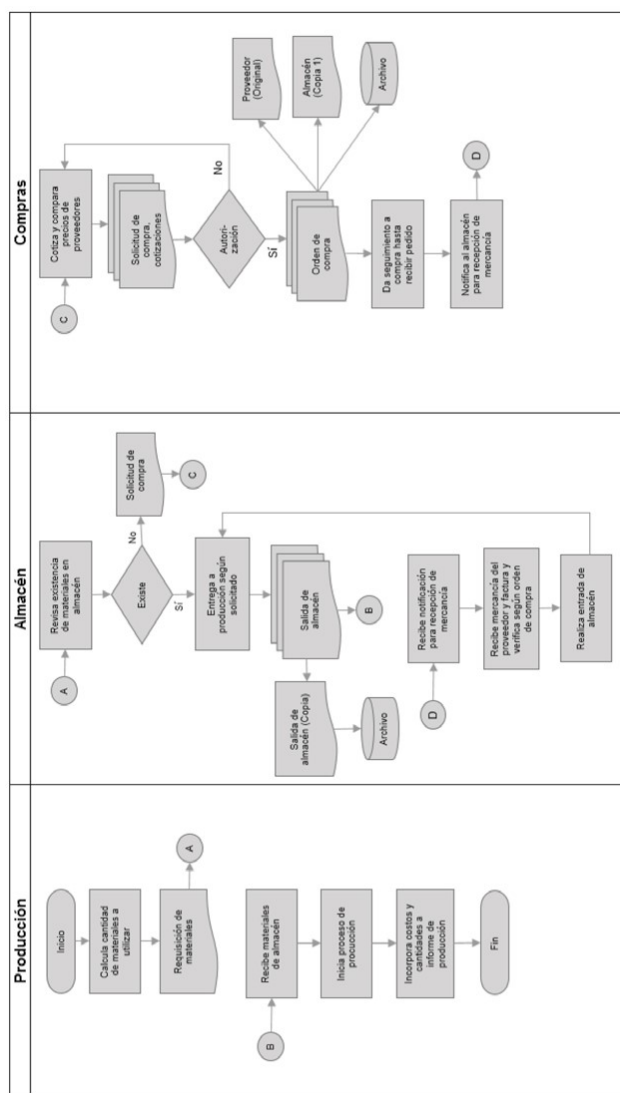 Producción
Inicio
Calcula cantidad
de materiales a
utilizar
Requisición de
materiales
A
B
Recibe materiales
de almacén
Inicia proceso de
procucción
Incorpora costos y
cantidades a
informe de
producción
Fin
Almacén
A
Revisa existencia
de materiales en
almacén
Existe
No
Solicitud de
compra
C
Sí
Entrega a
producción según
solicitado
Salida de
almacén
B
Salida de
almacén (Copia)
Archivo
D
Recibe notificación
para recepción de
mercancía
Recibe mercancía del
proveedor y factura y
verifica según orden
de compra
Realiza entrada de
almacén
Compras
C
Cotiza y compara
precios de
proveedores
Solicitud de
compra,
cotizaciones
Autori-
zación
No
Sí
Orden de
compra
Proveedor
(Original)
Almacén
(Copia 1)
Archivo
Da seguimiento a
compra hasta
recibir pedido
Notifica al almacén
para recepción de
mercancía
D